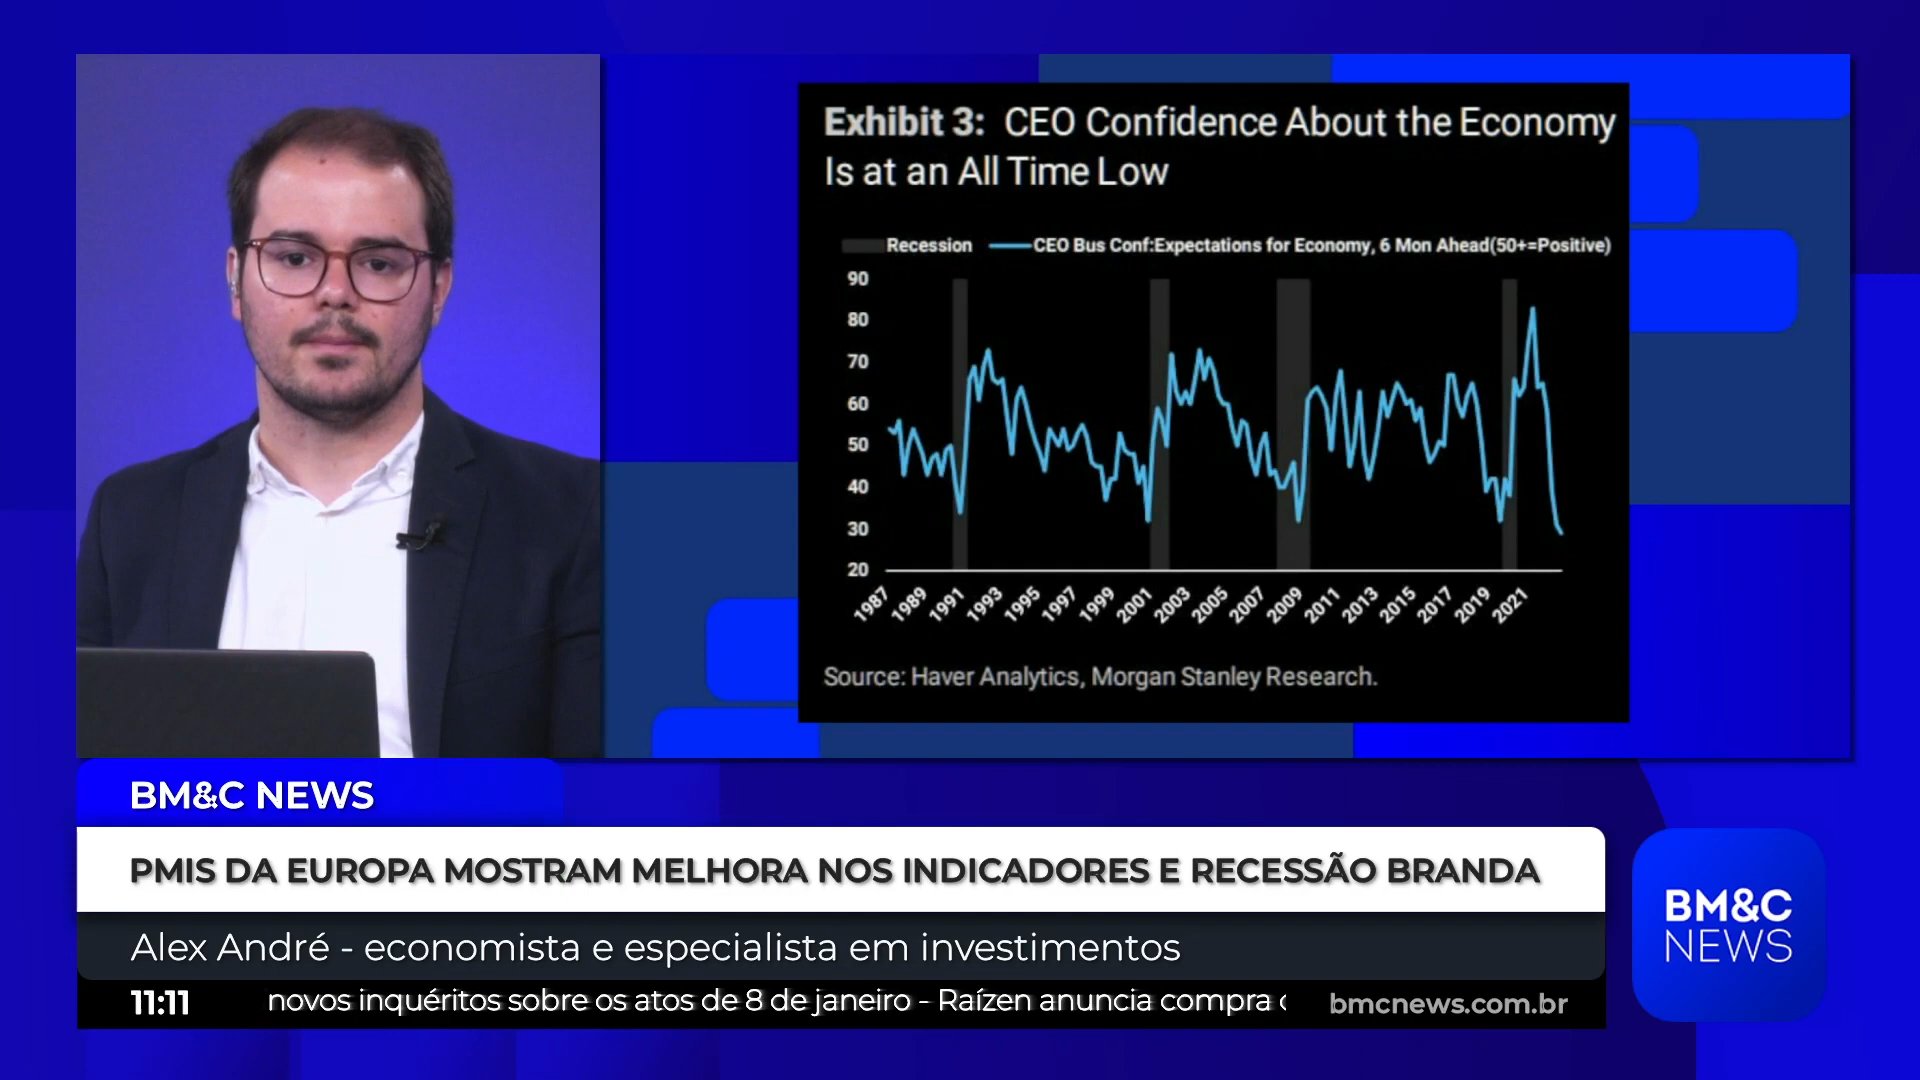 Exhibit 3: CEO Confidence About the Economy
Is at an All Time Low
Recession CEO Bus Conf:Expectations for Economy, 6 Mon Ahead(50+=Positive)
90
80
70
60
50
40
30
20
1987 1989 1991 1993 1995 1997 1999 2001 2003 2005 2007 2009 2011 2013 2015 2017 2019 2021
Source: Haver Analytics, Morgan Stanley Research.
BM&C NEWS
PMIS DA EUROPA MOSTRAM MELHORA NOS INDICADORES E RECESSÃO BRANDA
Alex André - economista e especialista em investimentos
11:11 novos inquéritos sobre os atos de 8 de janeiro - Raízen anuncia compra bmcnews.com.br
BM&C
NEWS